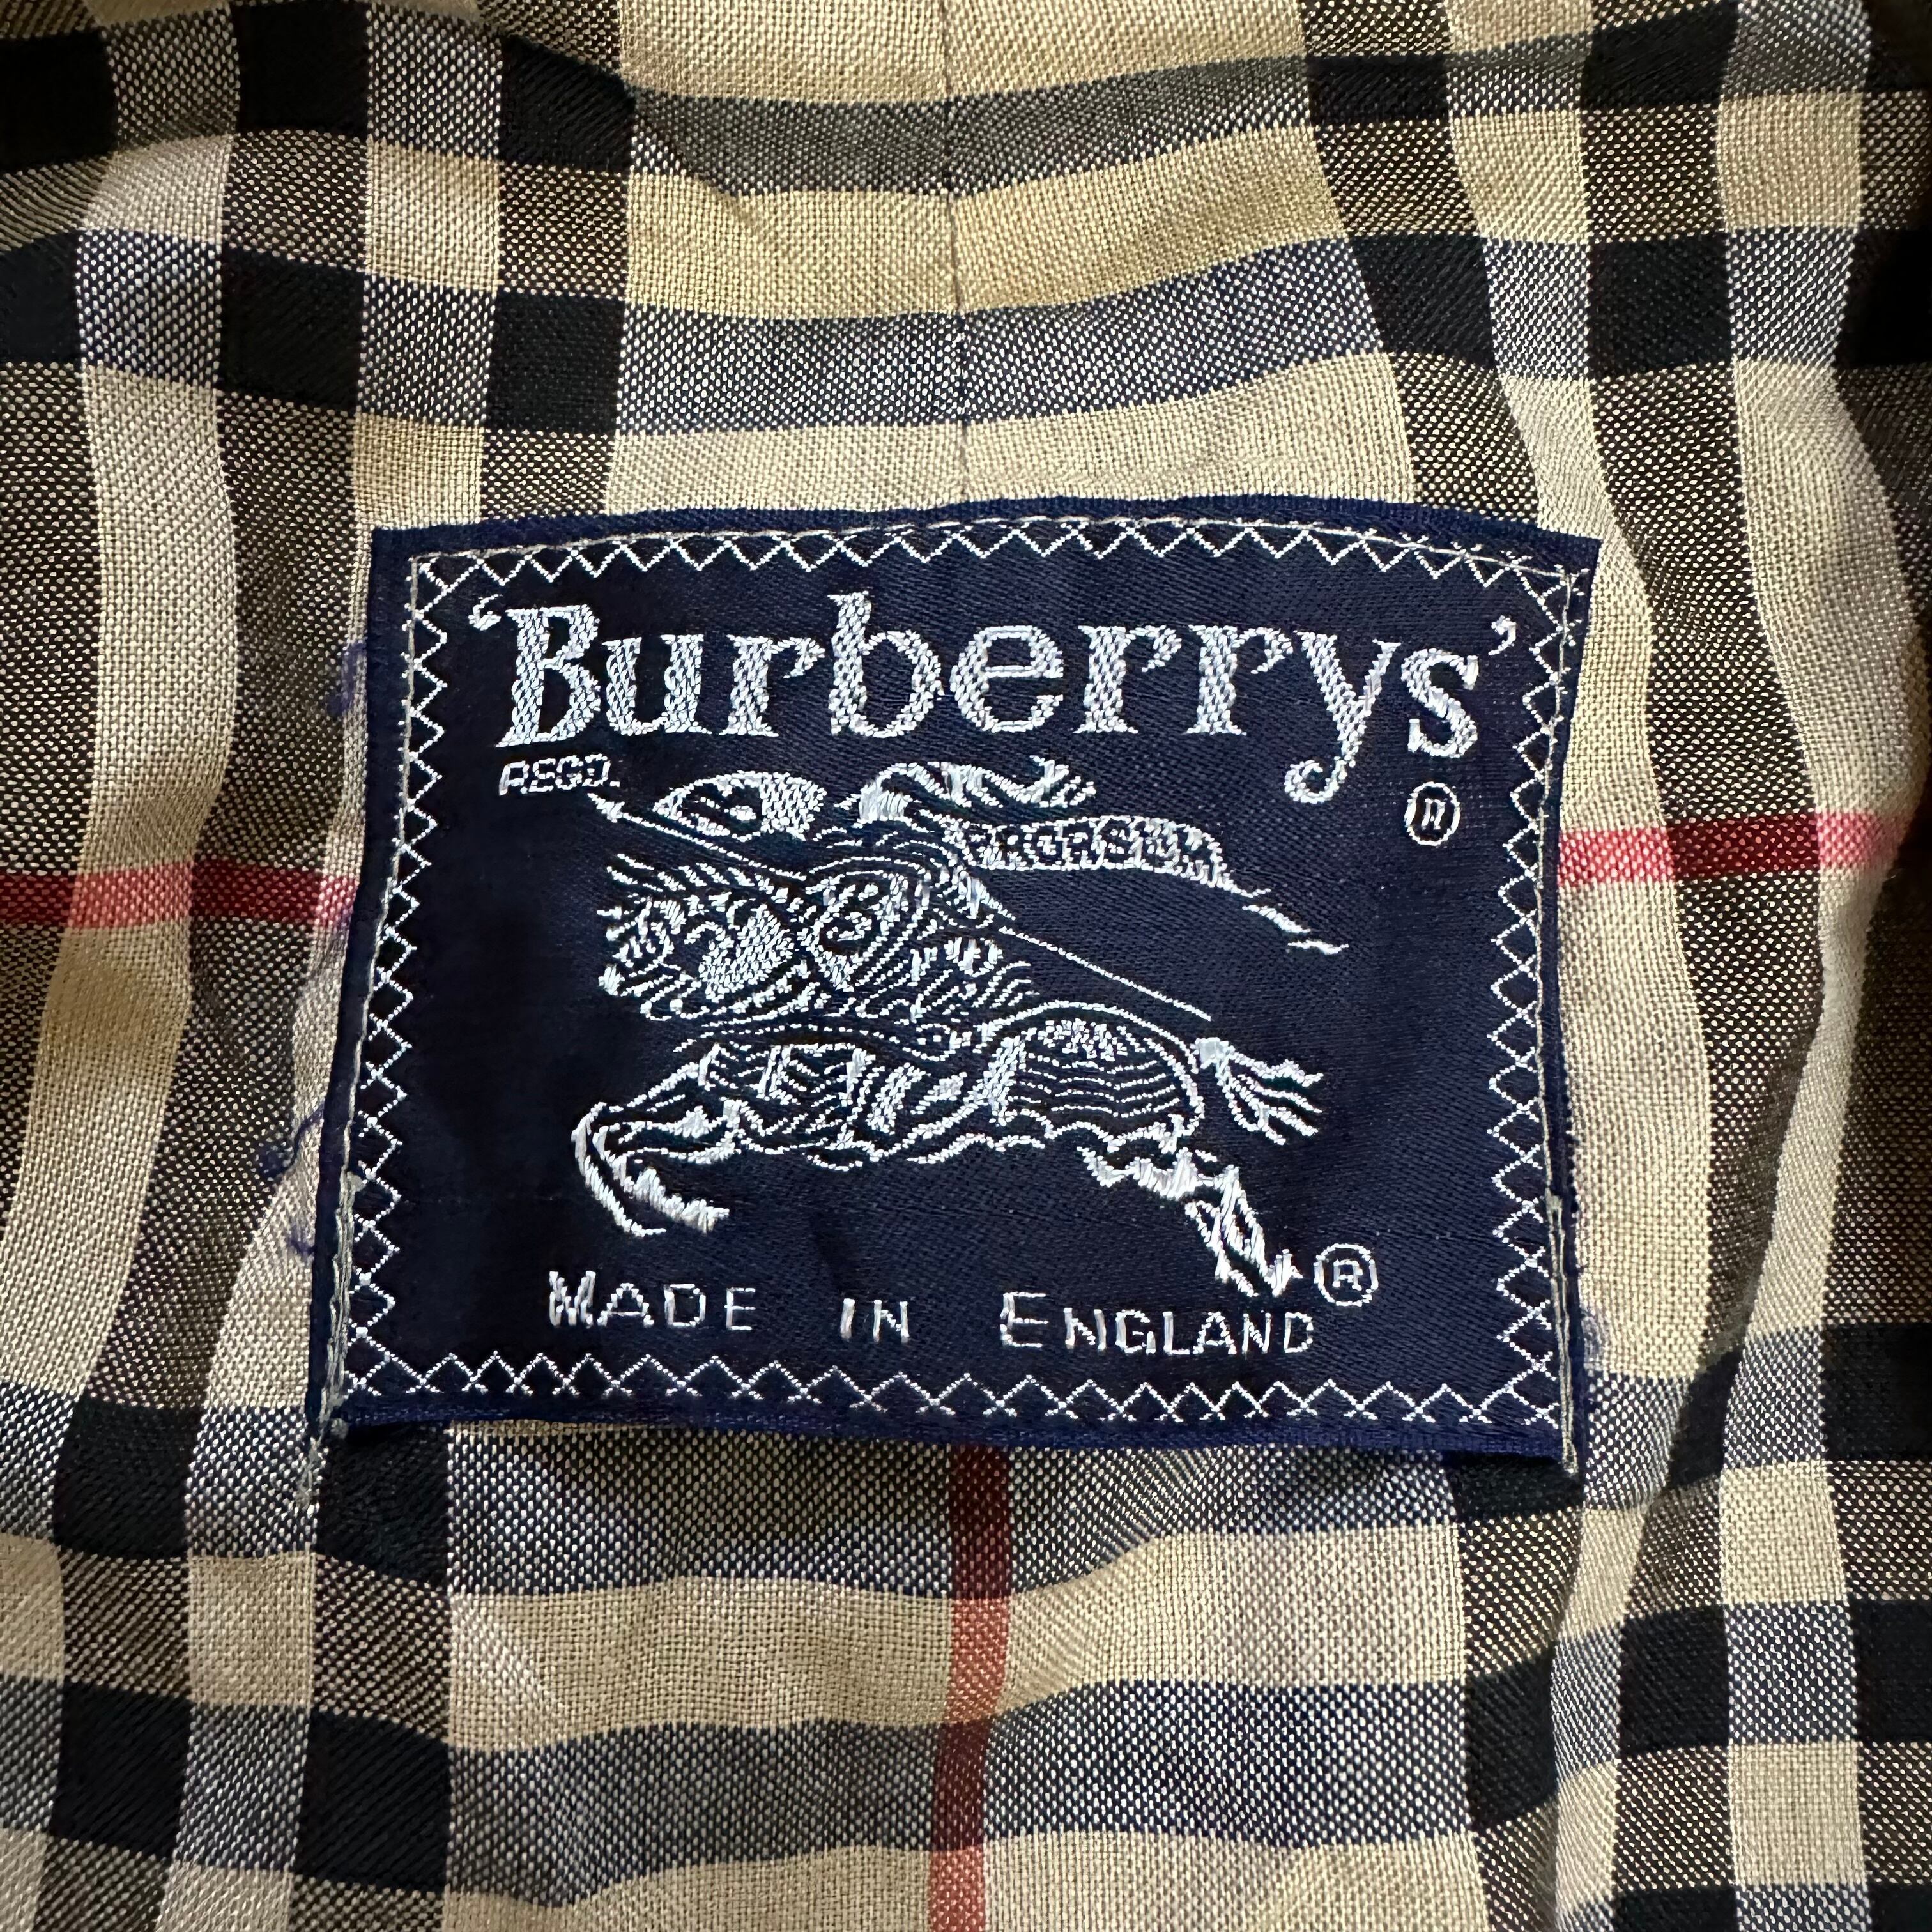 'Burberrys'
REGD.
®
PRORSUM
®
MADE IN ENGLAND